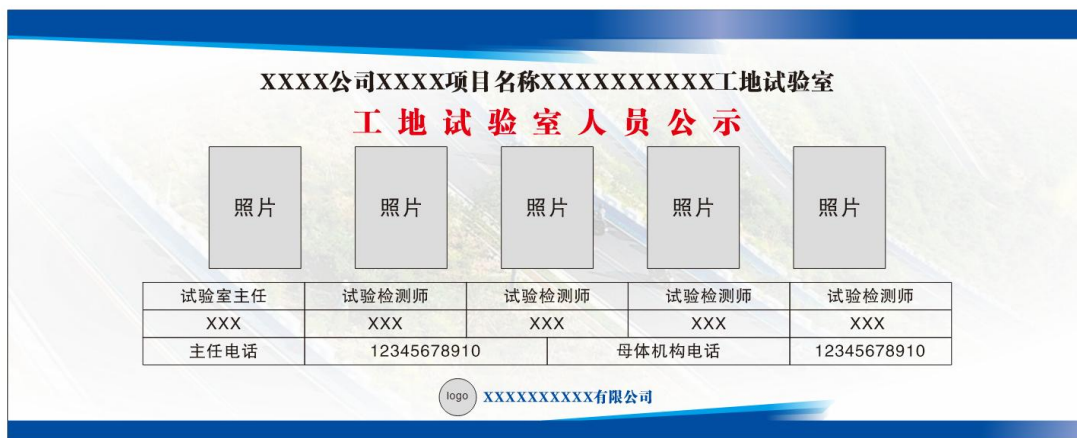 XXXX公司XXXX项目名称XXXXXXXXXX工地试验室
工地试验室人员公示
照片 照片 照片 照片 照片
试验室主任 试验检测师 试验检测师 试验检测师 试验检测师
XXX XXX XXX XXX XXX
主任电话 12345678910 母体机构电话 12345678910
logo XXXXXXXXXX有限公司